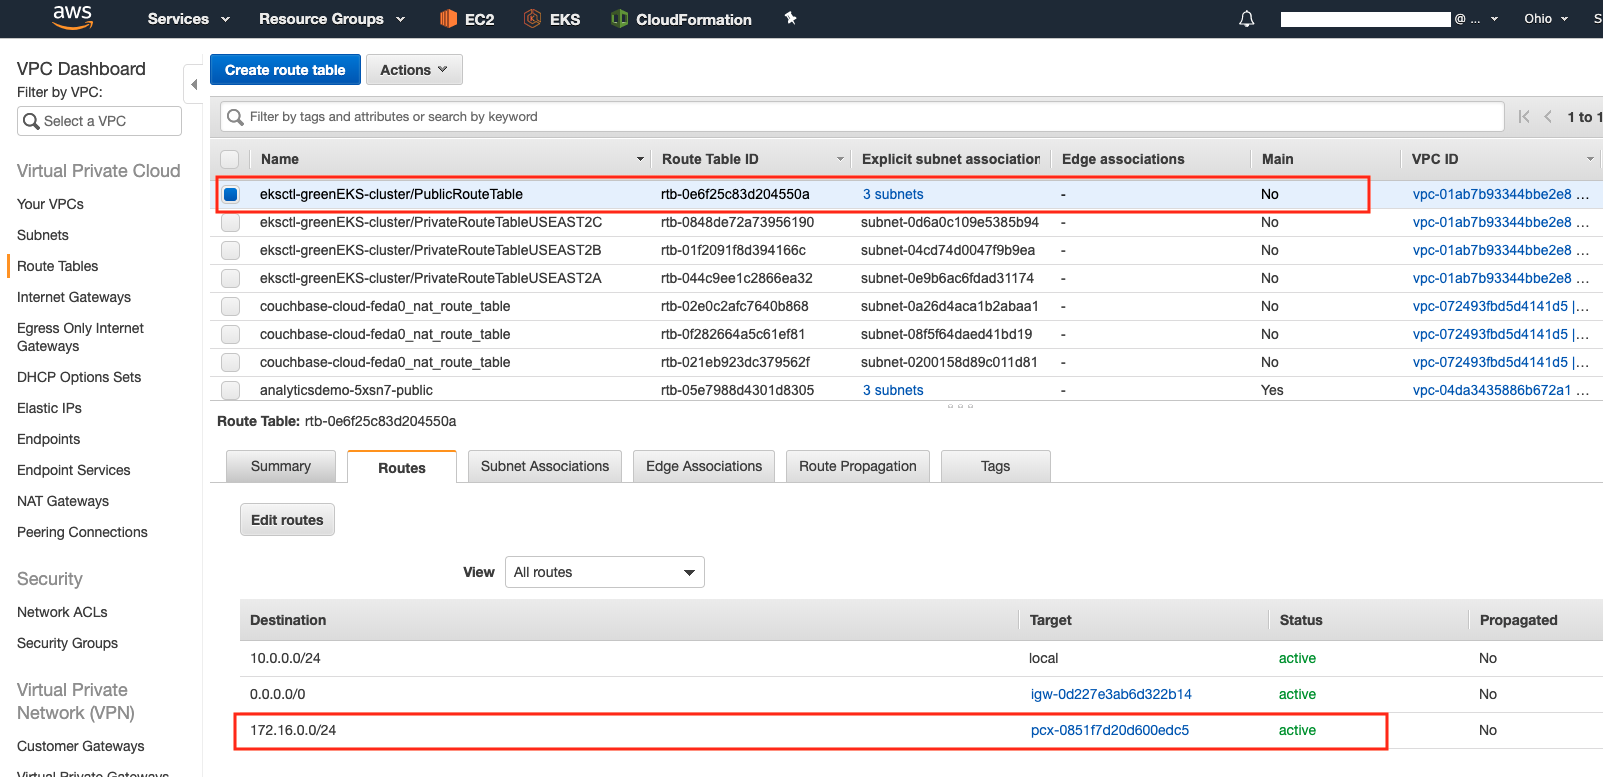 aws Services Resource Groups EC2 EKS CloudFormation @ ... Ohio S
VPC Dashboard
Filter by VPC:
Select a VPC
Virtual Private Cloud
Your VPCs
Subnets
Route Tables
Internet Gateways
Egress Only Internet
Gateways
DHCP Options Sets
Elastic IPs
Endpoints
Endpoint Services
NAT Gateways
Peering Connections
Security
Network ACLs
Security Groups
Virtual Private
Network (VPN)
Customer Gateways
Virtual Private Gateways
Create route table Actions
Filter by tags and attributes or search by keyword 1 to 1
Name Route Table ID Explicit subnet association Edge associations Main VPC ID
eksctl-greenEKS-cluster/PublicRouteTable rtb-0e6f25c83d204550a 3 subnets - No vpc-01ab7b93344bbe2e8 ...
eksctl-greenEKS-cluster/PrivateRouteTableUSEAST2C rtb-0848de72a73956190 subnet-0d6a0c109e5385b94 - No vpc-01ab7b93344bbe2e8 ...
eksctl-greenEKS-cluster/PrivateRouteTableUSEAST2B rtb-01f2091f8d394166c subnet-04cd74d0047f9b9ea - No vpc-01ab7b93344bbe2e8 ...
eksctl-greenEKS-cluster/PrivateRouteTableUSEAST2A rtb-044c9ee1c2866ea32 subnet-0e9b6ac6fdad31174 - No vpc-01ab7b93344bbe2e8 ...
couchbase-cloud-feda0_nat_route_table rtb-02e0c2afc7640b868 subnet-0a26d4aca1b2abaa1 - No vpc-072493fbd5d4141d5 |...
couchbase-cloud-feda0_nat_route_table rtb-0f282664a5c61ef81 subnet-08f5f64daed41bd19 - No vpc-072493fbd5d4141d5 |...
couchbase-cloud-feda0_nat_route_table rtb-021eb923dc379562f subnet-0200158d89c011d81 - No vpc-072493fbd5d4141d5 |...
analyticsdemo-5xsn7-public rtb-05e7988d4301d8305 3 subnets - Yes vpc-04da3435886b672a1 ...
Route Table: rtb-0e6f25c83d204550a
Summary Routes Subnet Associations Edge Associations Route Propagation Tags
Edit routes
View All routes
Destination Target Status Propagated
10.0.0.0/24 local active No
0.0.0.0/0 igw-0d227e3ab6d322b14 active No
172.16.0.0/24 pcx-0851f7d20d600edc5 active No